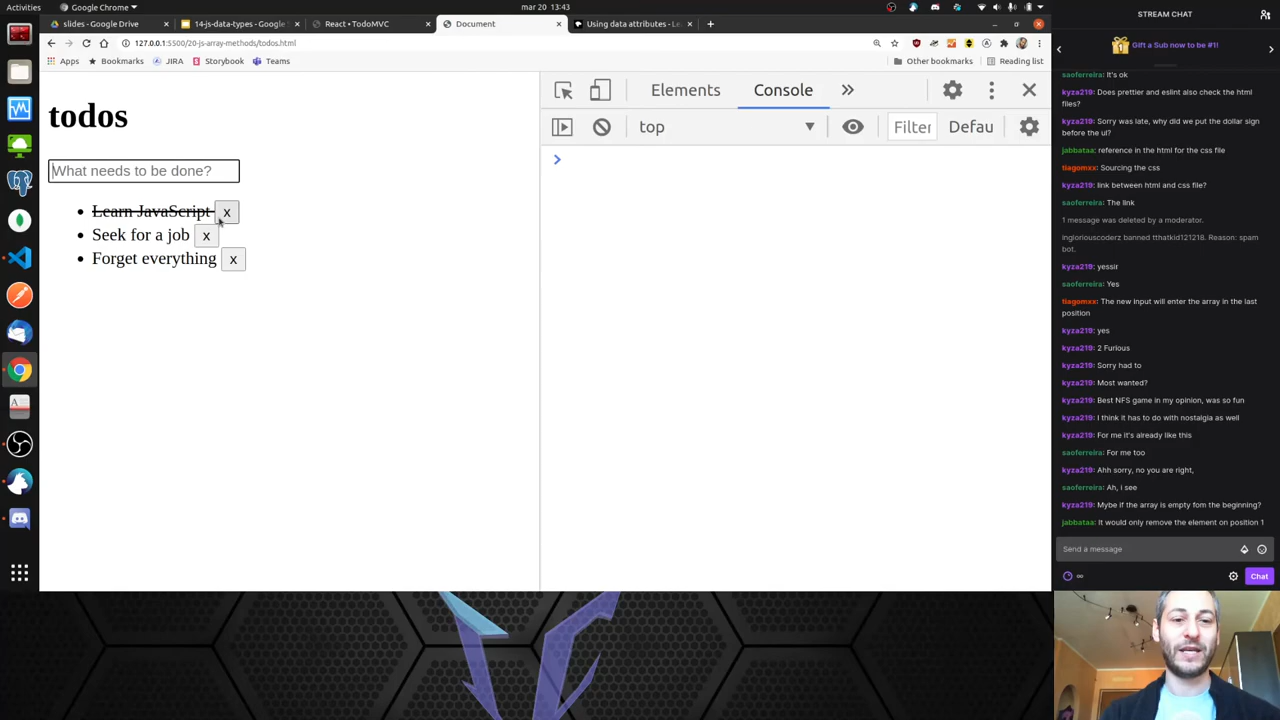 Activities
Google Chrome
mar 20 13:43
STREAM CHAT
slides - Google Drive
14-js-data-types - Google S
React • TodoMVC
Document
Using data attributes - Lea
127.0.0.1:5500/20-js-array-methods/todos.html
Gift a Sub now to be #1!
Apps
Bookmarks
JIRA
Storybook
Teams
Other bookmarks
Reading list
todos
What needs to be done?
Learn JavaScript x
Seek for a job x
Forget everything x
Elements
Console
top
Filter
Defau
saoferreira: It's ok
kyza219: Does prettier and eslint also check the html
files?
kyza219: Sorry was late, why did we put the dollar sign
before the ul?
jabbataa: reference in the html for the css file
tiagomxx: Sourcing the css
kyza219: link between html and css file?
saoferreira: The link
1 message was deleted by a moderator.
ingloriouscoderz banned tthatkld121218. Reason: spam
bot.
kyza219: yessir
saoferreira: Yes
tiagomxx: The new input will enter the array in the last
position
kyza219: yes
kyza219: 2 Furious
kyza219: Sorry had to
kyza219: Most wanted?
kyza219: Best NFS game in my opinion, was so fun
kyza219: I think it has to do with nostalgia as well
kyza219: For me it's already like this
saoferreira: For me too
kyza219: Ahh sorry, no you are right,
saoferreira: Ah, i see
kyza219: Mybe if the array is empty fom the beginning?
jabbataa: It would only remove the element on position 1
Send a message
Chat